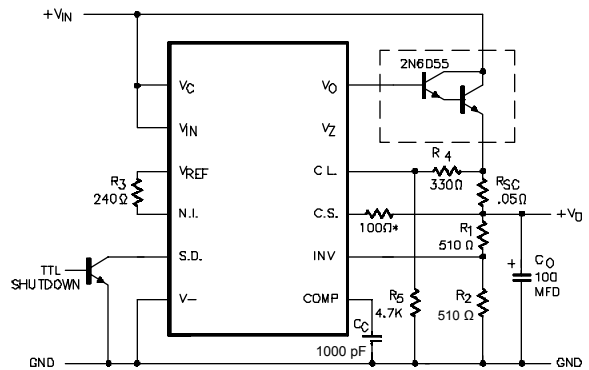 +VIN
2N6055
VC
VO
VIN
VZ
R4
VREF
CL.
330Ω
RSC
.05Ω
R3
240Ω
N.I.
C.S.
100Ω*
R1
510 Ω
+VO
TTL
SHUTDOWN
S.D.
INV
+
CO
100
MFD
V-
COMP
R5
4.7K
R2
510 Ω
CC
1000 pF
GND
GND